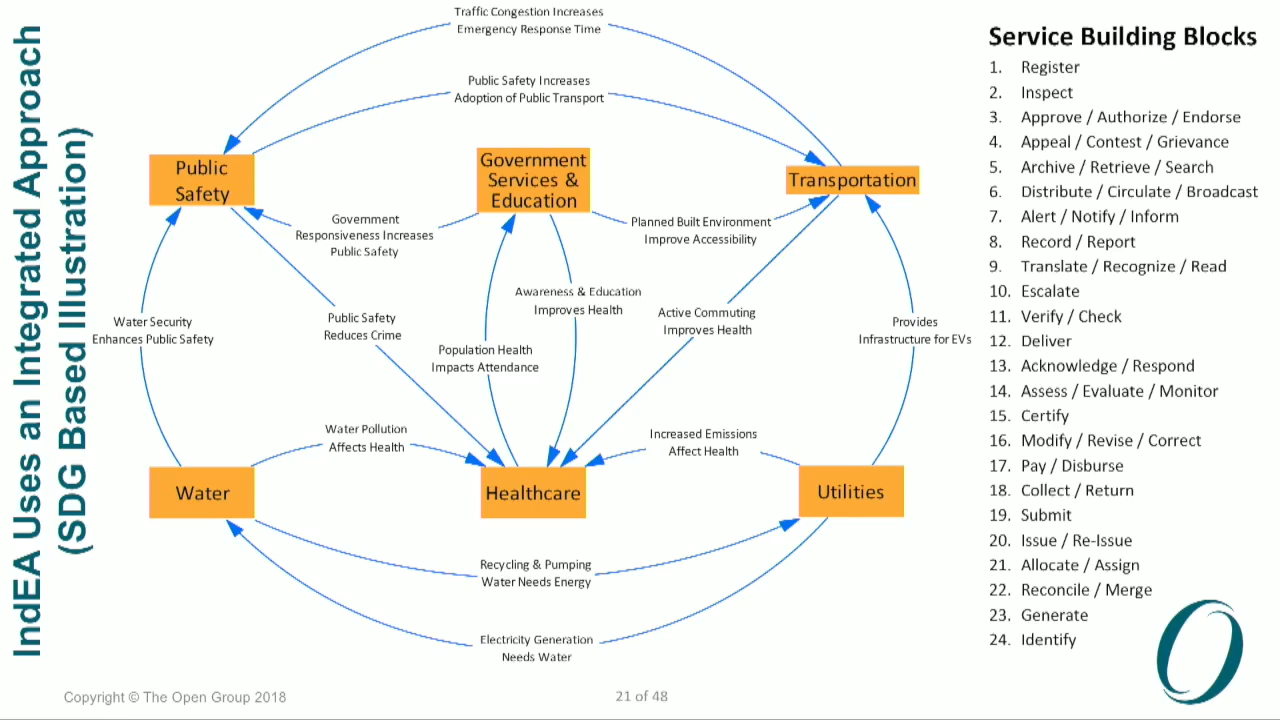 IndEA Uses an Integrated Approach
(SDG Based Illustration)
Traffic Congestion Increases
Emergency Response Time
Public Safety Increases
Adoption of Public Transport
Public
Safety
Government
Services &
Education
Transportation
Government
Responsiveness Increases
Public Safety
Planned Built Environment
Improve Accessibility
Water Security
Enhances Public Safety
Public Safety
Reduces Crime
Awareness & Education
Improves Health
Population Health
Impacts Attendance
Active Commuting
Improves Health
Provides
Infrastructure for EVs
Water Pollution
Affects Health
Increased Emissions
Affect Health
Water
Healthcare
Utilities
Recycling & Pumping
Water Needs Energy
Electricity Generation
Needs Water
Service Building Blocks
1. Register
2. Inspect
3. Approve / Authorize / Endorse
4. Appeal / Contest / Grievance
5. Archive / Retrieve / Search
6. Distribute / Circulate / Broadcast
7. Alert / Notify / Inform
8. Record / Report
9. Translate / Recognize / Read
10. Escalate
11. Verify / Check
12. Deliver
13. Acknowledge / Respond
14. Assess / Evaluate / Monitor
15. Certify
16. Modify / Revise / Correct
17. Pay / Disburse
18. Collect / Return
19. Submit
20. Issue / Re-Issue
21. Allocate / Assign
22. Reconcile / Merge
23. Generate
24. Identify
Copyright © The Open Group 2018
21 of 48